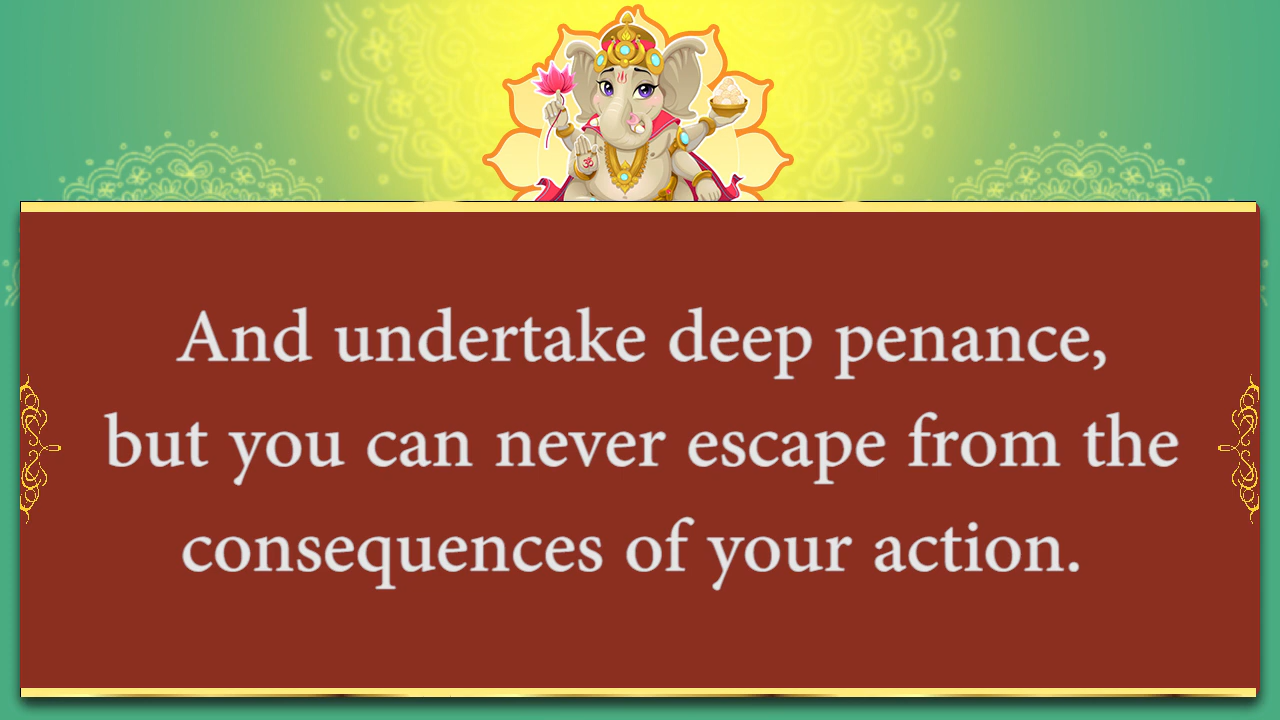 And undertake deep penance,
but you can never escape from the
consequences of your action.